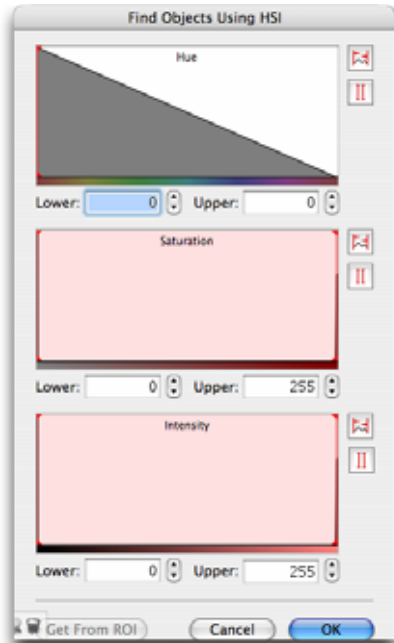 Find Objects Using HSI
Hue
Lower: 0 Upper: 0
Saturation
Lower: 0 Upper: 255
Intensity
Lower: 0 Upper: 255
Get From ROI Cancel OK